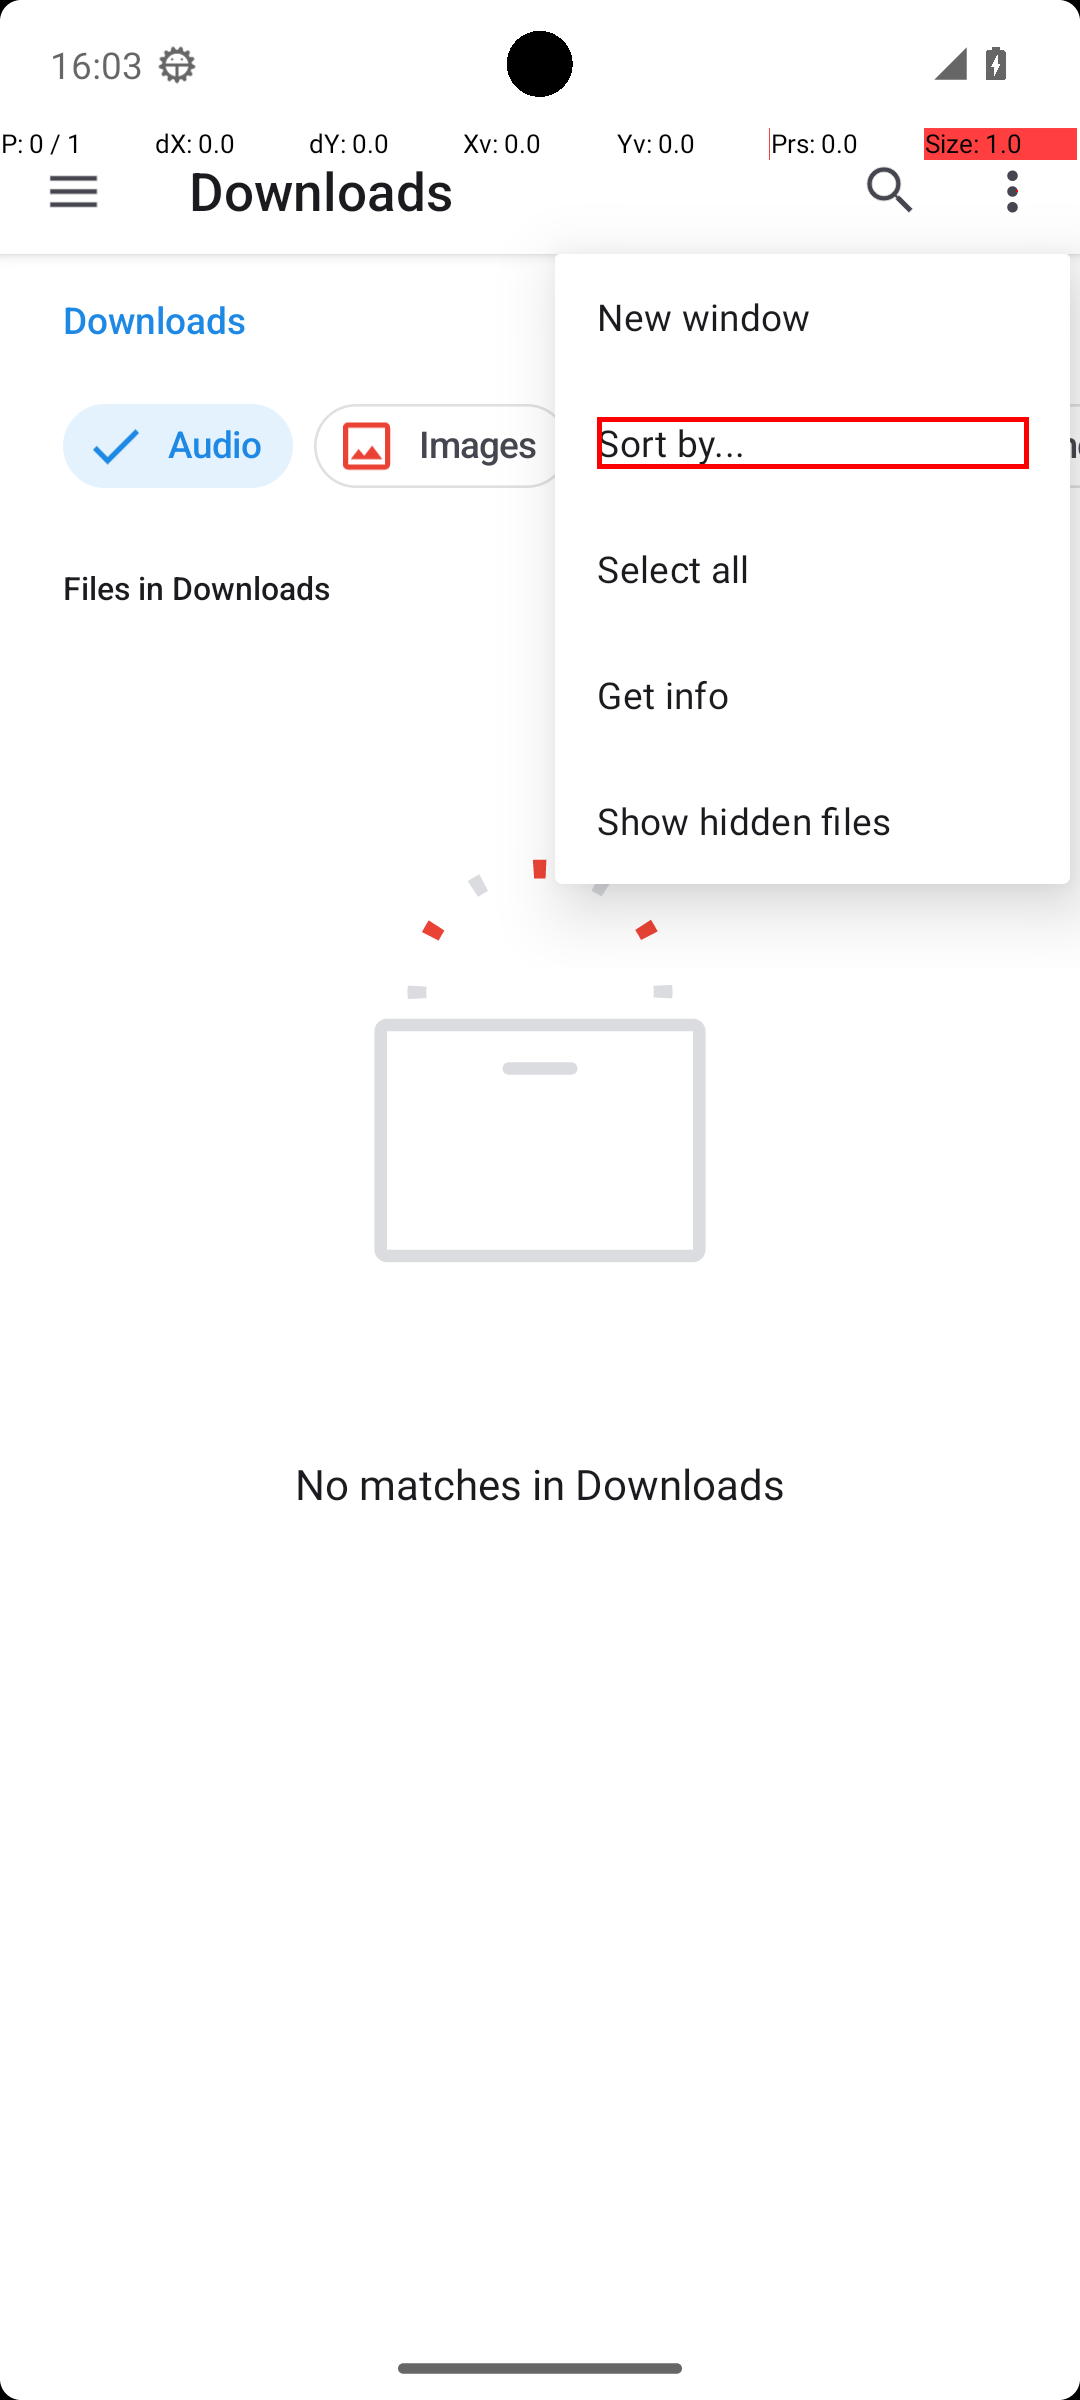 16:03
P: 0 / 1 dX: 0.0 dY: 0.0 Xv: 0.0 Yv: 0.0 Prs: 0.0 Size: 1.0
Downloads
Downloads
New window
Audio
Images
Sort by...
Select all
Files in Downloads
Get info
Show hidden files
No matches in Downloads